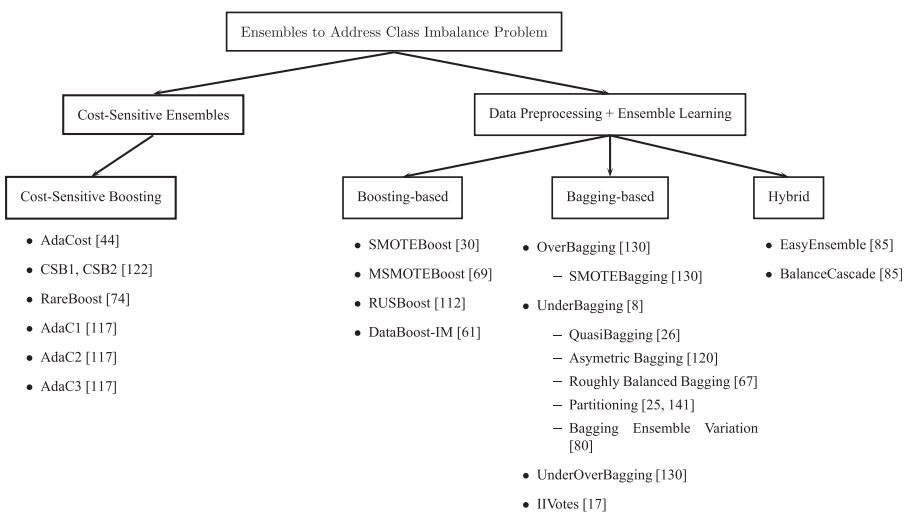 Ensembles to Address Class Imbalance Problem
Cost-Sensitive Ensembles
Data Preprocessing + Ensemble Learning
Cost-Sensitive Boosting
Boosting-based
Bagging-based
Hybrid
• AdaCost [44]
• CSB1, CSB2 [122]
• RareBoost [74]
• AdaC1 [117]
• AdaC2 [117]
• AdaC3 [117]
• SMOTEBoost [30]
• MSMOTEBoost [69]
• RUSBoost [112]
• DataBoost-IM [61]
• OverBagging [130]
– SMOTEBagging [130]
• UnderBagging [8]
– QuasiBagging [26]
– Asymetric Bagging [120]
– Roughly Balanced Bagging [67]
– Partitioning [25, 141]
– Bagging Ensemble Variation
[80]
• UnderOverBagging [130]
• IIVotes [17]
• EasyEnsemble [85]
• BalanceCascade [85]